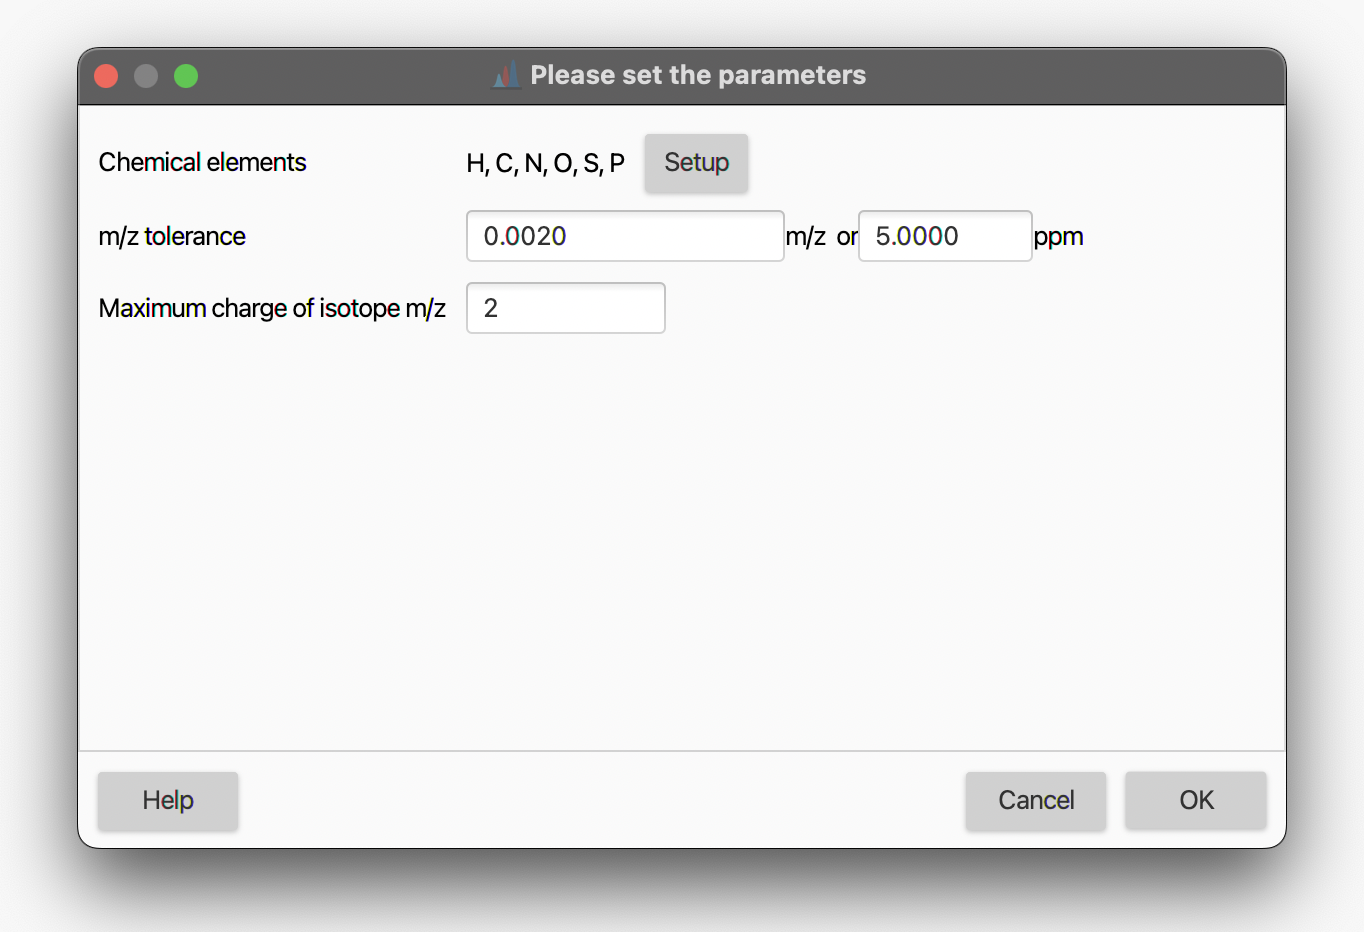 Please set the parameters
Chemical elements H, C, N, O, S, P Setup
m/z tolerance 0.0020 m/z or 5.0000 ppm
Maximum charge of isotope m/z 2
Help Cancel OK